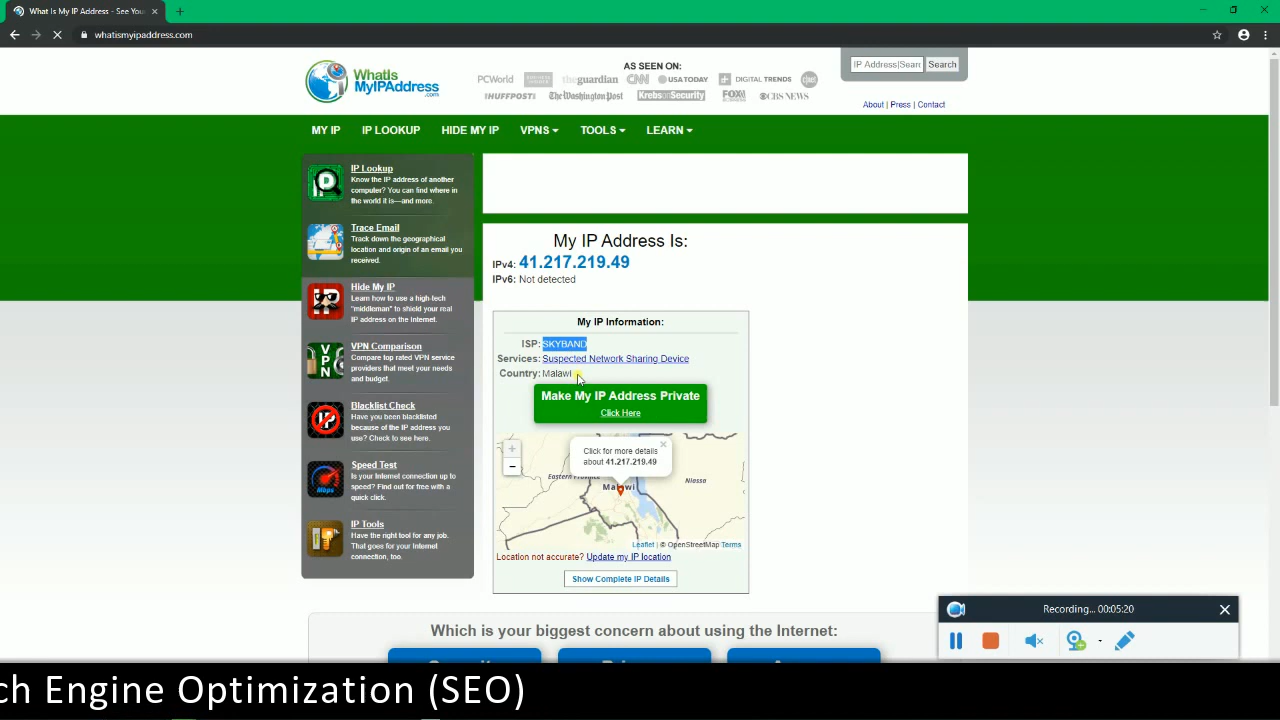 What Is My IP Address - See You
whatismyipaddress.com
WhatIs
MyIPAddress
.com
AS SEEN ON:
PCWorld
theguardian
CNN
USA TODAY
DIGITAL TRENDS
cnet
HUFFPOST
The Washington Post
KrebsonSecurity
FOX
CBS NEWS
IP Address|Searc
Search
About | Press | Contact
MY IP
IP LOOKUP
HIDE MY IP
VPNS
TOOLS
LEARN
IP Lookup
Know the IP address of another
computer? You can find where in
the world it is—and more.
Trace Email
Track down the geographical
location and origin of an email you
received.
Hide My IP
Learn how to use a high-tech
"middleman" to shield your real
IP address on the Internet.
VPN Comparison
Compare top rated VPN service
providers that meet your needs
and budget.
Blacklist Check
Have you been blacklisted
because of the IP address you
use? Check to see here.
Speed Test
Is your Internet connection up to
speed? Find out for free with a
quick click.
IP Tools
Have the right tool for any job.
That goes for your Internet
connection, too.
My IP Address Is:
IPv4: 41.217.219.49
IPv6: Not detected
My IP Information:
ISP: SKYBAND
Services: Suspected Network Sharing Device
Country: Malawi
Make My IP Address Private
Click Here
+
−
Click for more details
about 41.217.219.49
Eastern Province
Malawi
Niassa
Leaflet | © OpenStreetMap Terms
Location not accurate? Update my IP location
Show Complete IP Details
Which is your biggest concern about using the Internet:
Recording... 00:05:20
ch Engine Optimization (SEO)